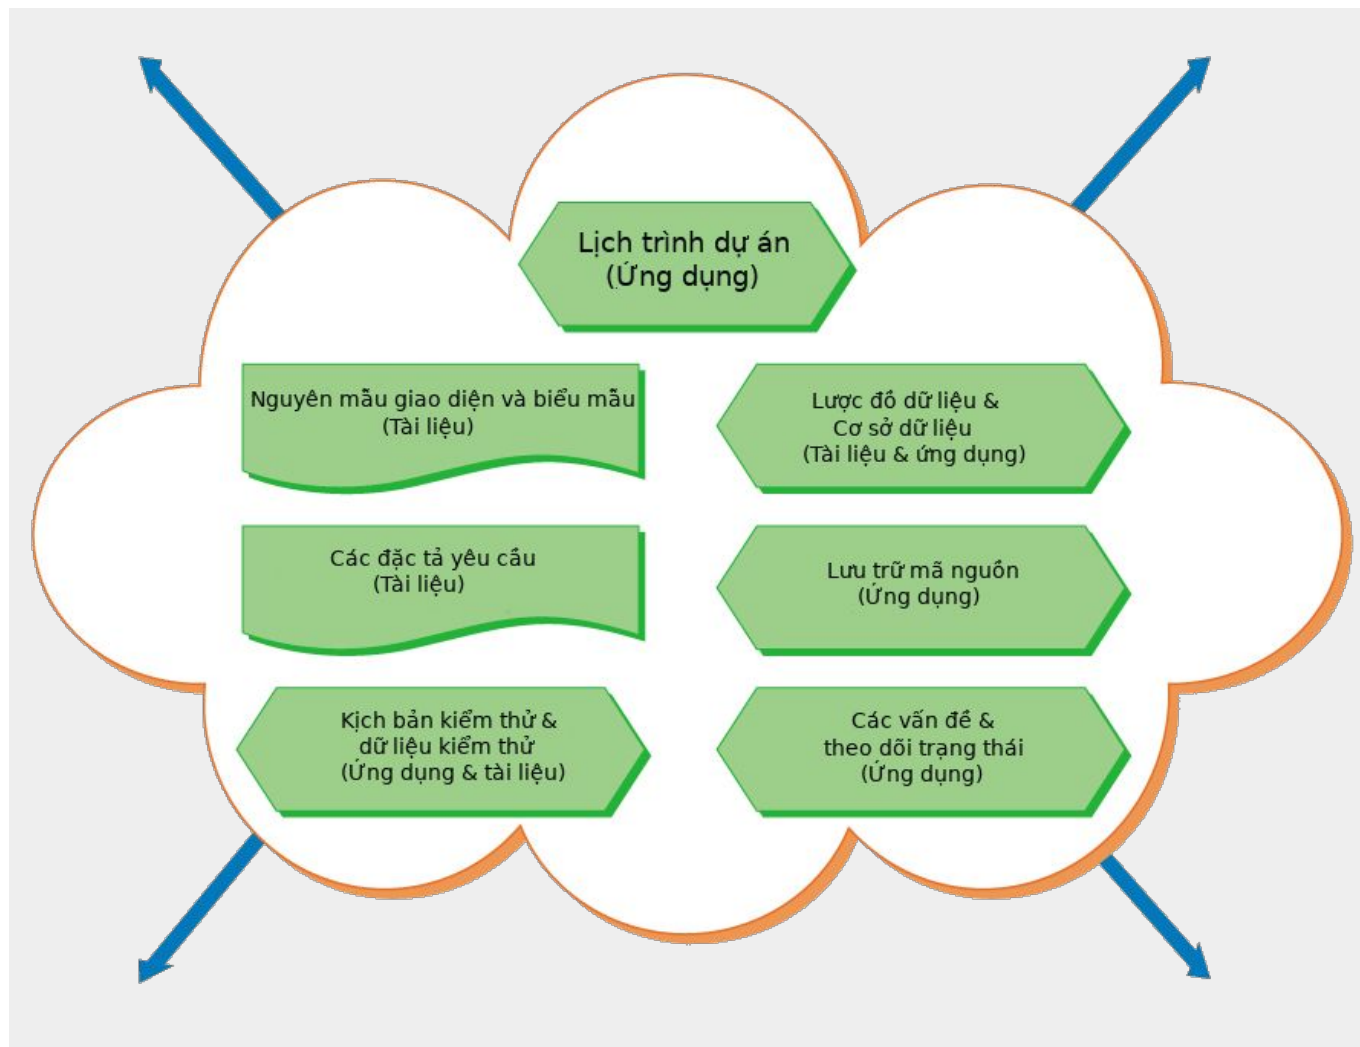 Lịch trình dự án
(Ứng dụng)
Nguyên mẫu giao diện và biểu mẫu
(Tài liệu)
Lược đồ dữ liệu &
Cơ sở dữ liệu
(Tài liệu & ứng dụng)
Các đặc tả yêu cầu
(Tài liệu)
Lưu trữ mã nguồn
(Ứng dụng)
Kịch bản kiểm thử &
dữ liệu kiểm thử
(Ứng dụng & tài liệu)
Các vấn đề &
theo dõi trạng thái
(Ứng dụng)